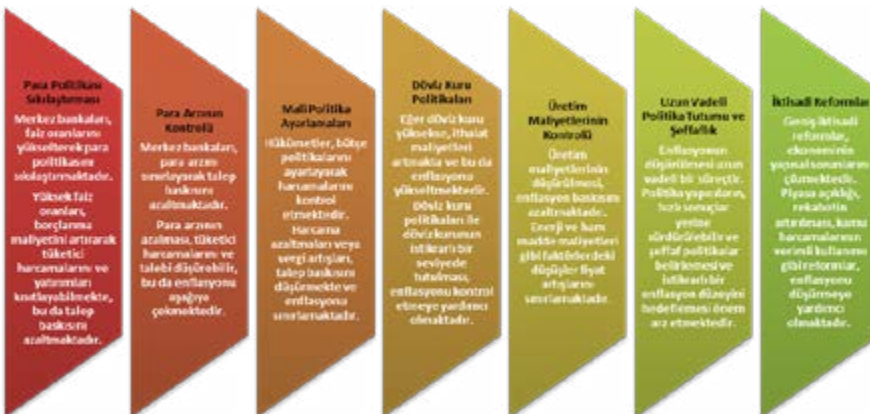 Para Politikası
Sıkılaştırması
Merkez bankaları,
faiz oranlarını
yükselterek para
politikasını
sıkılaştırmaktadır.
Yüksek faiz
oranları,
borçlanma
maliyetini artırarak
tüketici
harcamalarını ve
yatırımları
kısıtlayabilmekte,
bu da talep
baskısını
azaltmaktadır.
Para Arzının
Kontrolü
Merkez bankaları,
para arzını
sınırlayarak talep
baskısını
azaltmaktadır.
Para arzının
azalması, tüketici
harcamalarını ve
talebi düşürebilir,
bu da enflasyonu
aşağıya
çekmektedir.
Mali Politika
Ayarlamaları
Hükümetler, bütçe
politikalarını
ayarlayarak
harcamalarını
kontrol
etmektedir.
Harcama
azaltmaları veya
vergi artışları,
talep baskısını
düşürmekte ve
enflasyonu
sınırlamaktadır.
Döviz Kuru
Politikaları
Eğer döviz kuru
yüksekse, ithalat
maliyetleri
artmakta ve bu da
enflasyonu
yükseltmektedir.
Döviz kuru
politikaları ile
döviz kurunun
istikrarlı bir
seviyede
tutulması,
enflasyonu kontrol
etmeye yardımcı
olmaktadır.
Üretim
Maliyetlerinin
Kontrolü
Üretim
maliyetlerinin
düşürülmesi,
enflasyon baskısını
azaltmaktadır.
Enerji ve ham
madde maliyetleri
gibi faktörlerdeki
düşüşler fiyat
artışlarını
sınırlamaktadır.
Uzun Vadeli
Politika Tutumu ve
Şeffaflık
Enflasyonun
düşürülmesi uzun
vadeli bir süreçtir.
Politika yapıcıların,
hızlı sonuçlar
yerine
sürdürülebilir ve
şeffaf politikalar
belirlemesi ve
istikrarlı bir
enflasyon düzeyini
hedeflemesi önem
arz etmektedir.
İktisadi Reformlar
Geniş iktisadi
reformlar,
ekonominin
yapısal sorunlarını
çözmektedir.
Piyasa açıklığı,
rekabetin
artırılması, kamu
harcamalarının
verimli kullanımı
gibi reformlar,
enflasyonu
düşürmeye
yardımcı
olmaktadır.